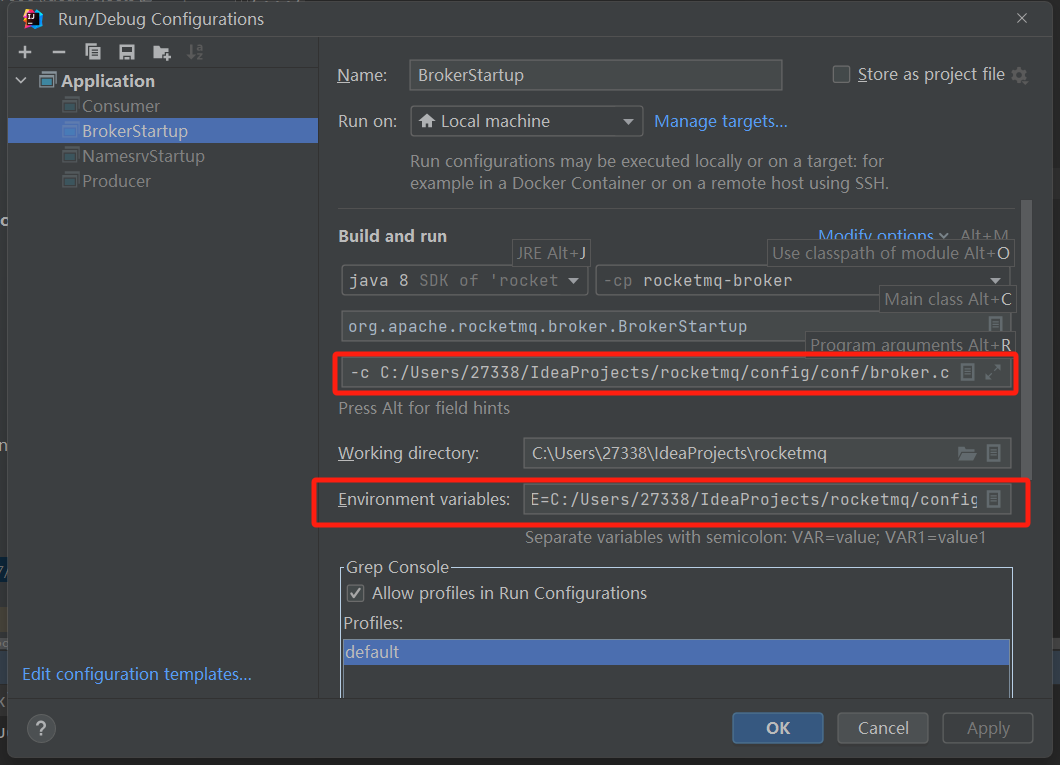 Run/Debug Configurations
Application
Consumer
BrokerStartup
NamesrvStartup
Producer
Edit configuration templates...
Name: BrokerStartup
Store as project file
Run on: Local machine Manage targets...
Run configurations may be executed locally or on a target: for
example in a Docker Container or on a remote host using SSH.
Build and run
Modify options Alt+M
JRE Alt+J
Use classpath of module Alt+O
java 8 SDK of 'rocket
-cp rocketmq-broker
Main class Alt+C
org.apache.rocketmq.broker.BrokerStartup
Program arguments Alt+R
-c C:/Users/27338/IdeaProjects/rocketmq/config/conf/broker.c
Press Alt for field hints
Working directory: C:\Users\27338\IdeaProjects\rocketmq
Environment variables: E=C:/Users/27338/IdeaProjects/rocketmq/config
Separate variables with semicolon: VAR=value; VAR1=value1
Grep Console
Allow profiles in Run Configurations
Profiles:
default
?
OK
Cancel
Apply